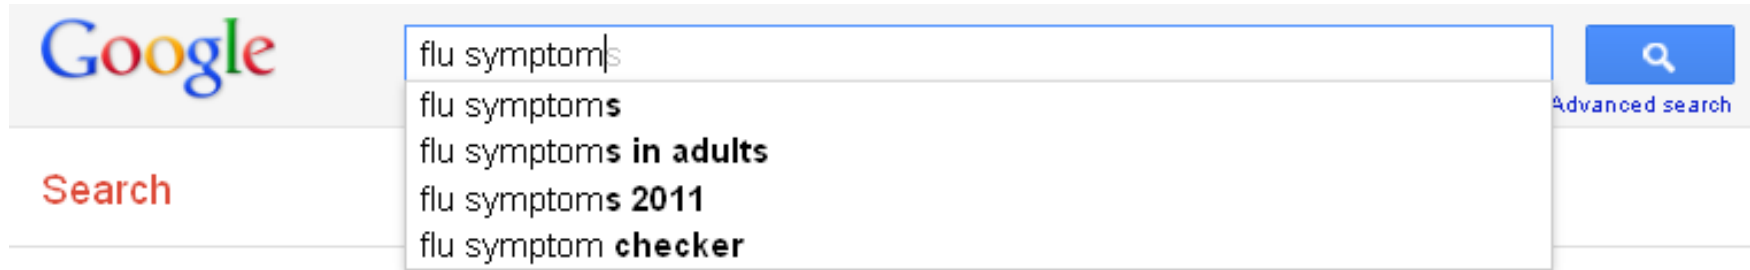 Google
flu symptoms
Advanced search
flu symptoms
flu symptoms in adults
flu symptoms 2011
flu symptom checker
Search